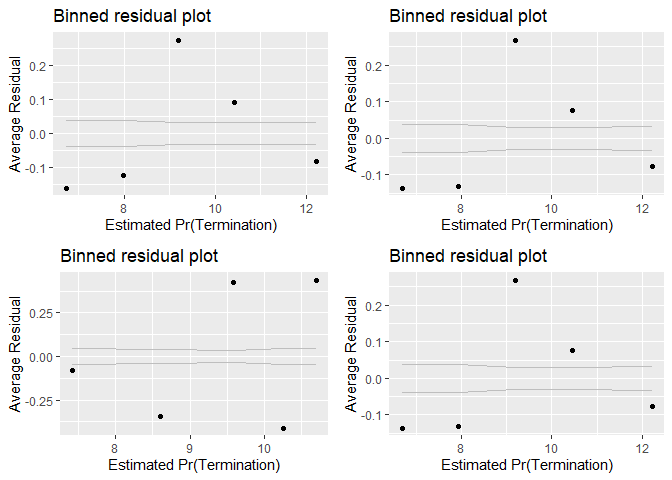 Binned residual plot
Average Residual
0.2
0.1
0.0
-0.1
8
10
12
Estimated Pr(Termination)
Binned residual plot
Average Residual
0.2
0.1
0.0
-0.1
8
10
12
Estimated Pr(Termination)
Binned residual plot
Average Residual
0.25
0.00
-0.25
8
9
10
Estimated Pr(Termination)
Binned residual plot
Average Residual
0.2
0.1
0.0
-0.1
8
10
12
Estimated Pr(Termination)